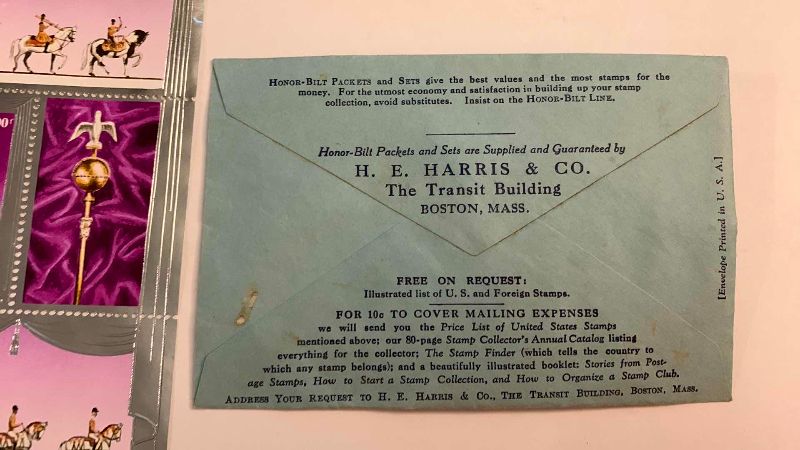 HONOR-BILT PACKETS and SETS give the best values and the most stamps for the
money. For the utmost economy and satisfaction in building up your stamp
collection, avoid substitutes. Insist on the HONOR-BILT LINE.
Honor-Bilt Packets and Sets are Supplied and Guaranteed by
H. E. HARRIS & CO.
The Transit Building
BOSTON, MASS.
FREE ON REQUEST:
Illustrated list of U. S. and Foreign Stamps.
FOR 10c TO COVER MAILING EXPENSES
we will send you the Price List of United States Stamps
mentioned above; our 80-page Stamp Collector's Annual Catalog listing
everything for the collector; The Stamp Finder (which tells the country to
which any stamp belongs); and a beautifully illustrated booklet: Stories from Post-
age Stamps, How to Start a Stamp Collection, and How to Organize a Stamp Club.
ADDRESS YOUR REQUEST TO H. E. HARRIS & CO., THE TRANSIT BUILDING, BOSTON, MASS.
[Envelope Printed in U. S. A.]